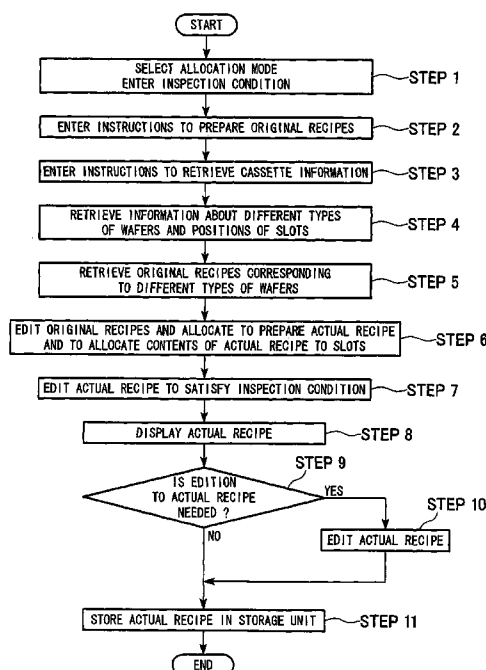 START
SELECT ALLOCATION MODE
ENTER INSPECTION CONDITION
STEP 1
ENTER INSTRUCTIONS TO PREPARE ORIGINAL RECIPES
STEP 2
ENTER INSTRUCTIONS TO RETRIEVE CASSETTE INFORMATION
STEP 3
RETRIEVE INFORMATION ABOUT DIFFERENT TYPES
OF WAFERS AND POSITIONS OF SLOTS
STEP 4
RETRIEVE ORIGINAL RECIPES CORRESPONDING
TO DIFFERENT TYPES OF WAFERS
STEP 5
EDIT ORIGINAL RECIPES AND ALLOCATE TO PREPARE ACTUAL RECIPE
AND TO ALLOCATE CONTENTS OF ACTUAL RECIPE TO SLOTS
STEP 6
EDIT ACTUAL RECIPE TO SATISFY INSPECTION CONDITION
STEP 7
DISPLAY ACTUAL RECIPE
STEP 8
STEP 9
IS EDITION
TO ACTUAL RECIPE
NEEDED ?
YES
NO
STEP 10
EDIT ACTUAL RECIPE
STORE ACTUAL RECIPE IN STORAGE UNIT
STEP 11
END